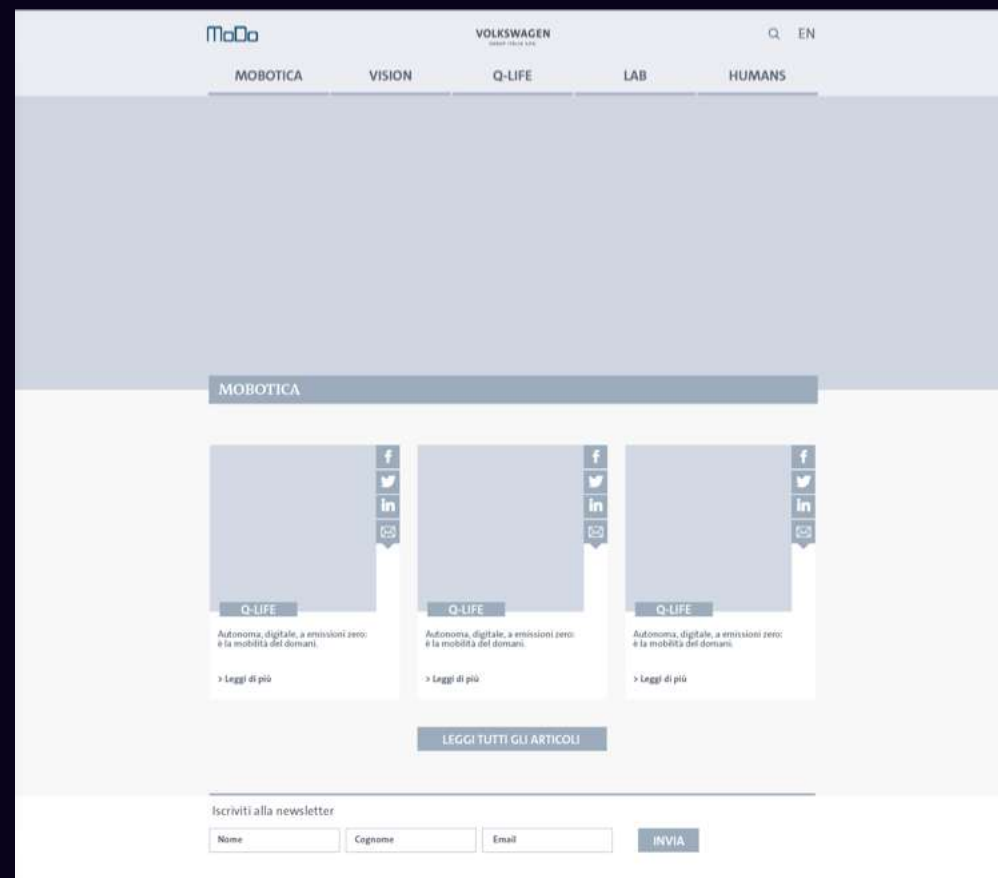 MoDo
VOLKSWAGEN
GROUP ITALIA S.P.A.
EN
MOBOTICA VISION Q-LIFE LAB HUMANS
MOBOTICA
Q-LIFE
Autonoma, digitale, a emissioni zero:
è la mobilità del domani.
> Leggi di più
Q-LIFE
Autonoma, digitale, a emissioni zero:
è la mobilità del domani.
> Leggi di più
Q-LIFE
Autonoma, digitale, a emissioni zero:
è la mobilità del domani.
> Leggi di più
LEGGI TUTTI GLI ARTICOLI
Iscriviti alla newsletter
Nome Cognome Email INVIA